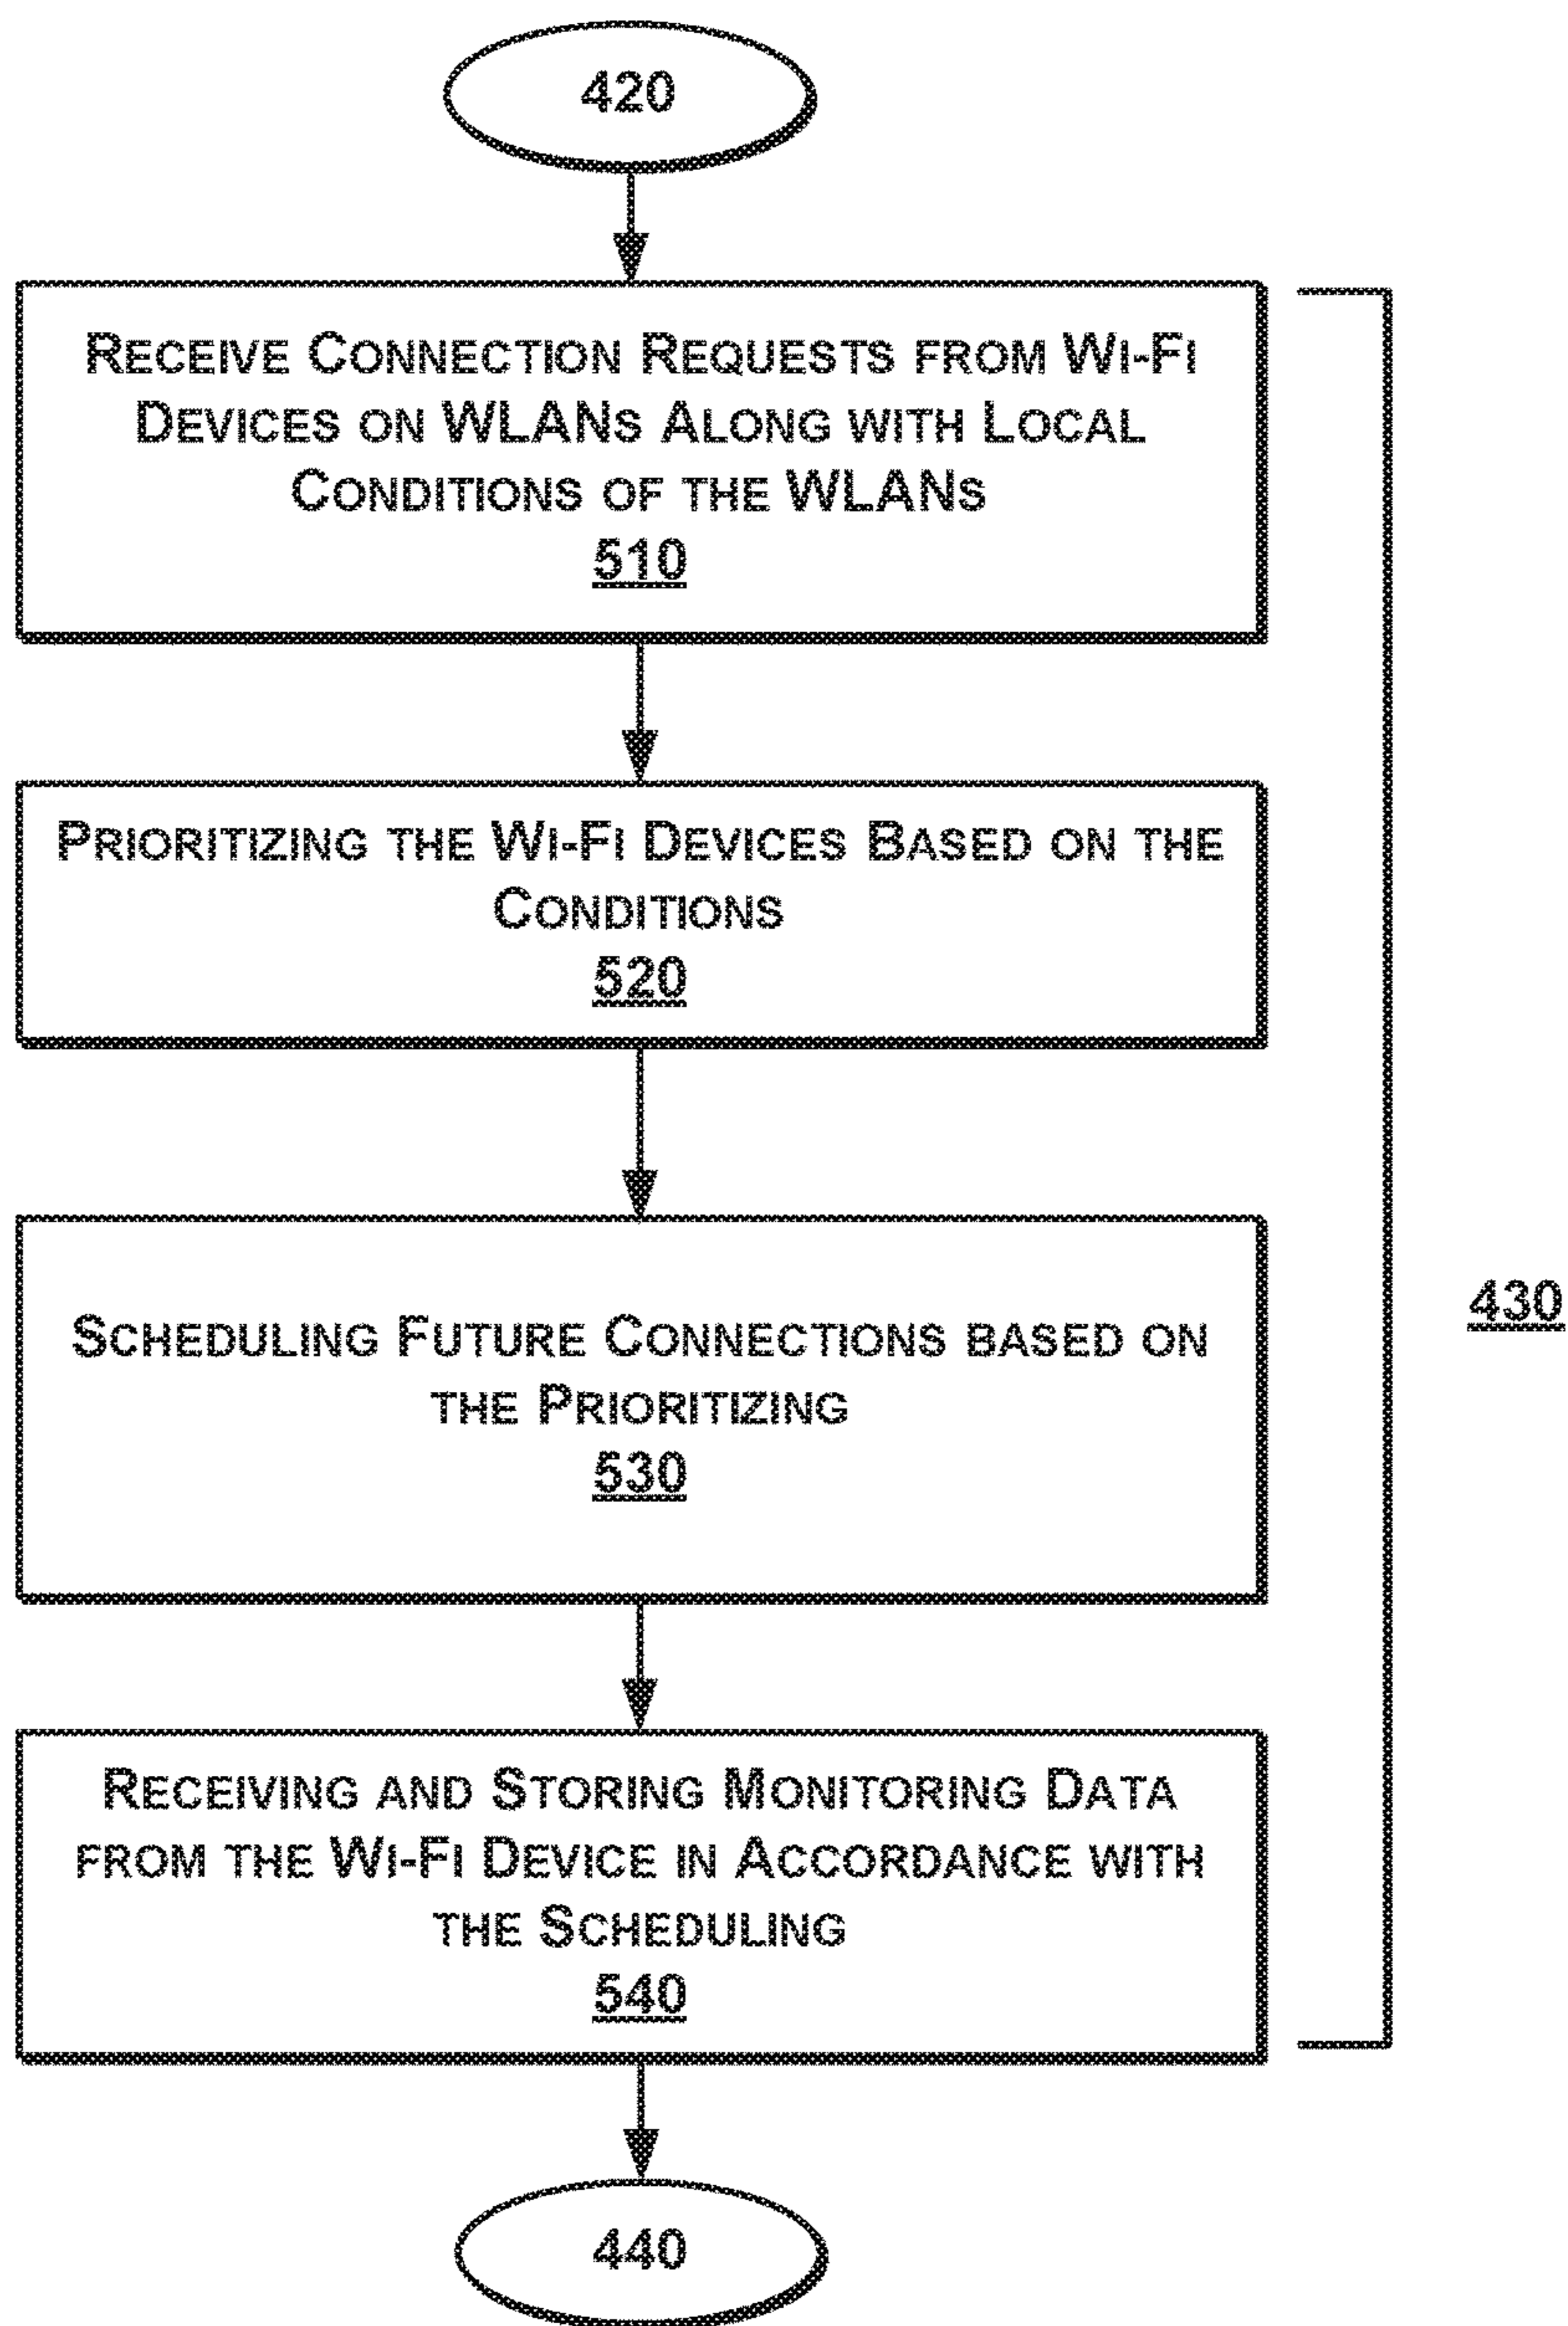 420
RECEIVE CONNECTION REQUESTS FROM WI-FI
DEVICES ON WLANS ALONG WITH LOCAL
CONDITIONS OF THE WLANS
510
PRIORITIZING THE WI-FI DEVICES BASED ON THE
CONDITIONS
520
SCHEDULING FUTURE CONNECTIONS BASED ON
THE PRIORITIZING
530
430
RECEIVING AND STORING MONITORING DATA
FROM THE WI-FI DEVICE IN ACCORDANCE WITH
THE SCHEDULING
540
440